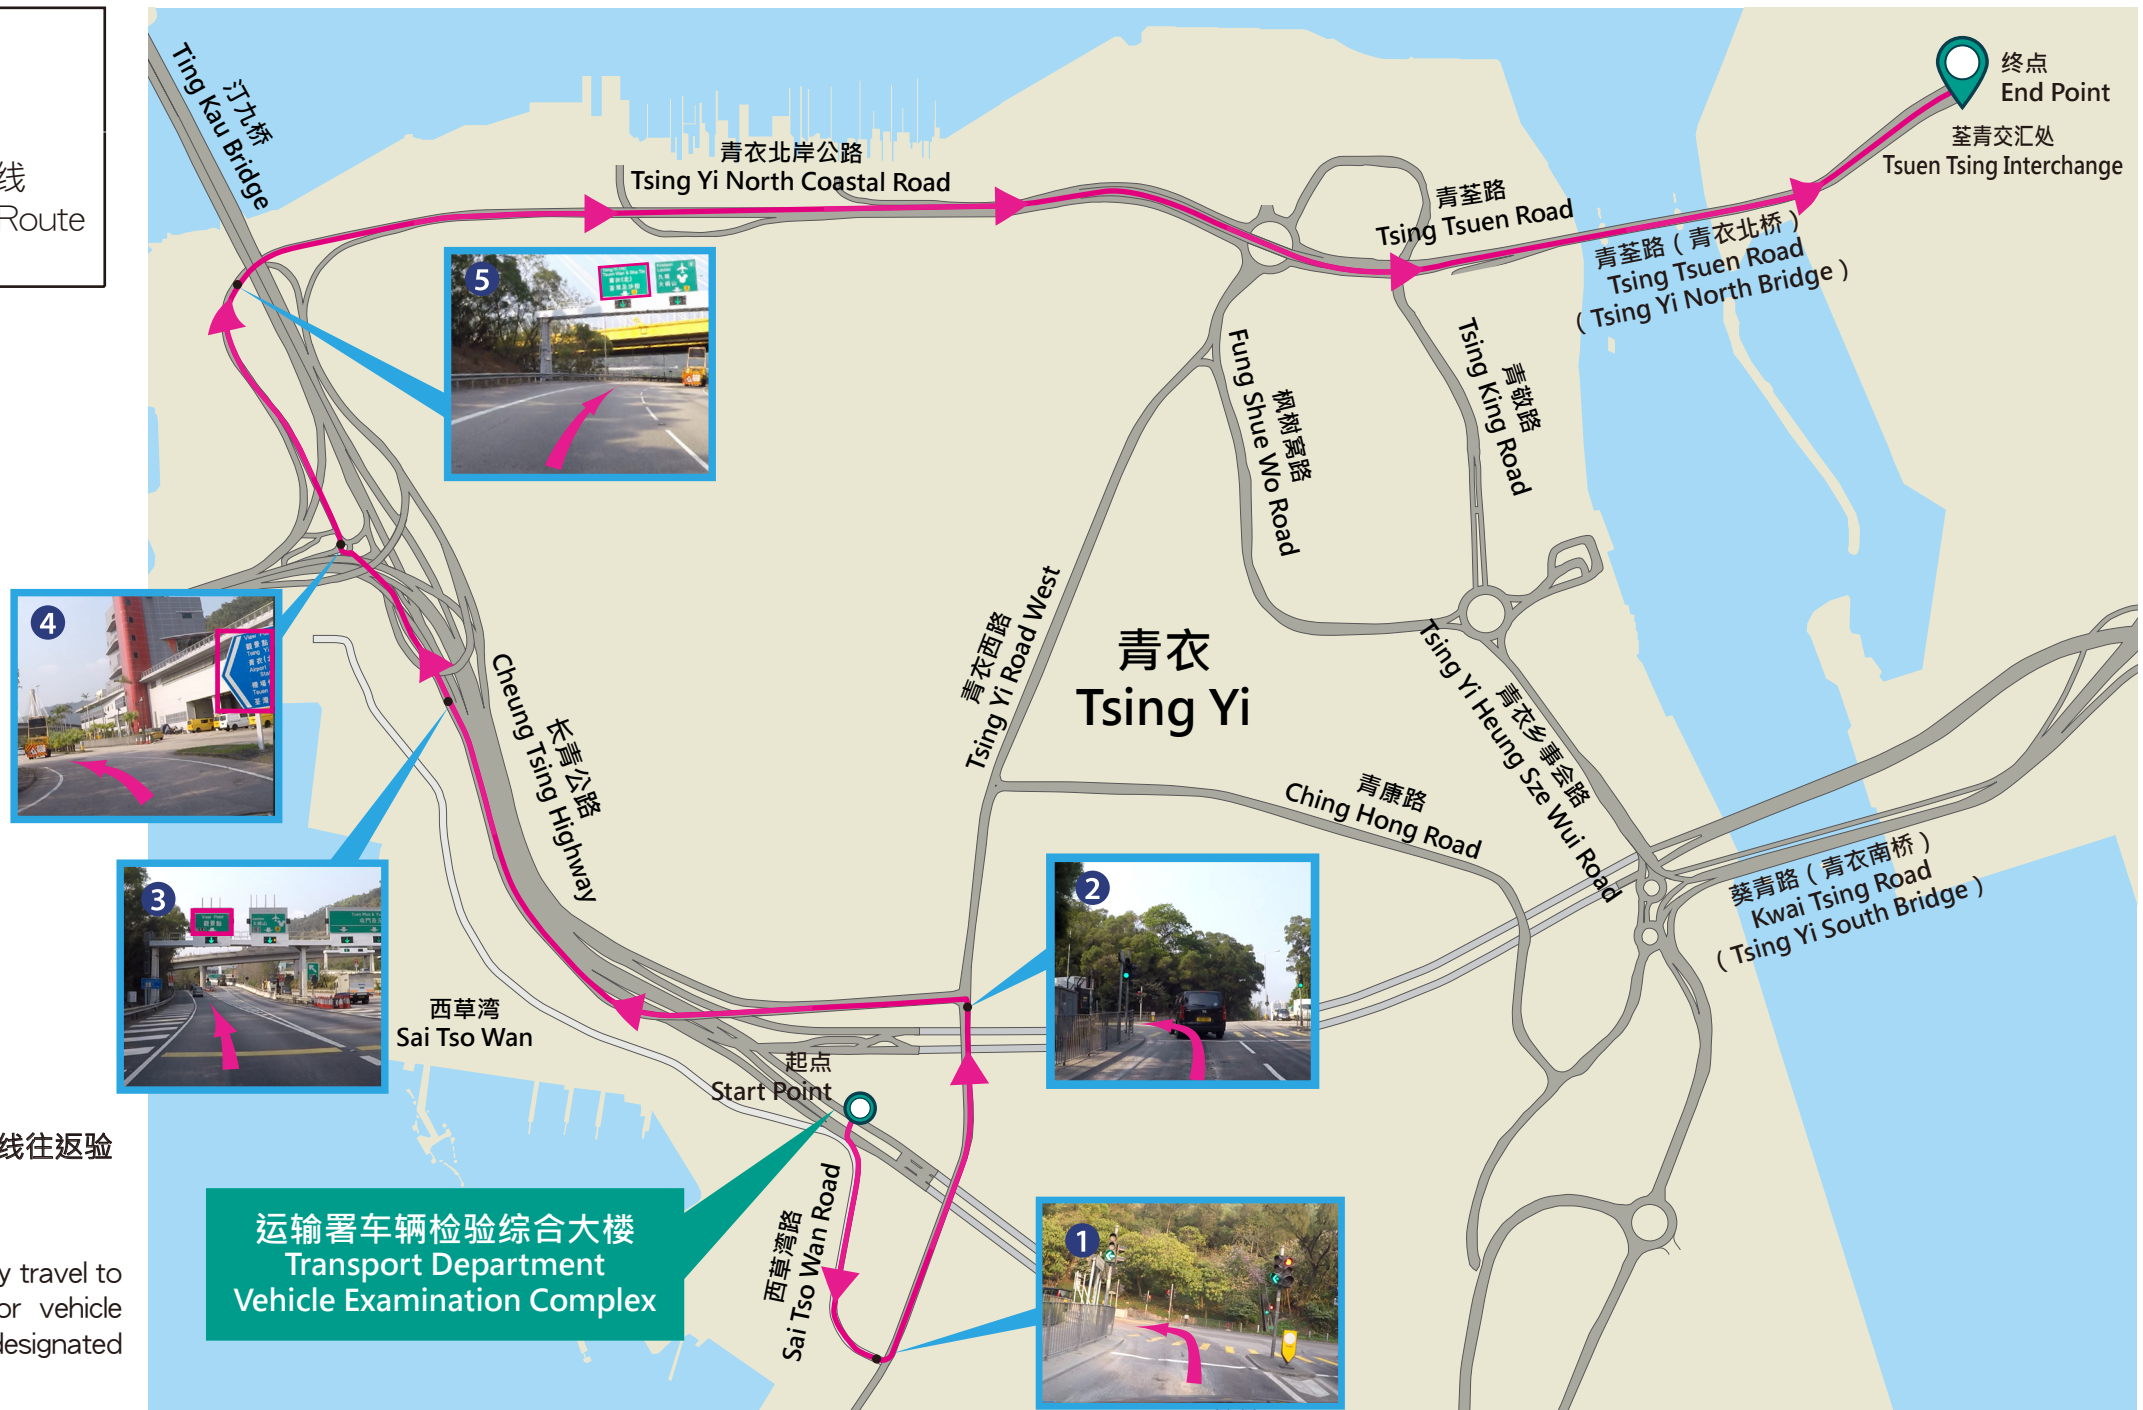 线
Route
线往返验
y travel to
or vehicle
designated
汀九桥
Ting Kau Bridge
青衣北岸公路
Tsing Yi North Coastal Road
终点
End Point
荃青交汇处
Tsuen Tsing Interchange
青荃路
Tsing Tsuen Road
青荃路（青衣北桥）
Tsing Tsuen Road
( Tsing Yi North Bridge )
5
枫树窝路
Fung Shue Wo Road
青敬路
Tsing King Road
4
View
Tsing Yi
Airport
Tsuen
长青公路
Cheung Tsing Highway
青衣西路
Tsing Yi Road West
青衣
Tsing Yi
青衣乡事会路
Tsing Yi Heung Sze Wui Road
青康路
Ching Hong Road
葵青路（青衣南桥）
Kwai Tsing Road
( Tsing Yi South Bridge )
3
2
西草湾
Sai Tso Wan
起点
Start Point
运输署车辆检验综合大楼
Transport Department
Vehicle Examination Complex
西草湾路
Sai Tso Wan Road
1